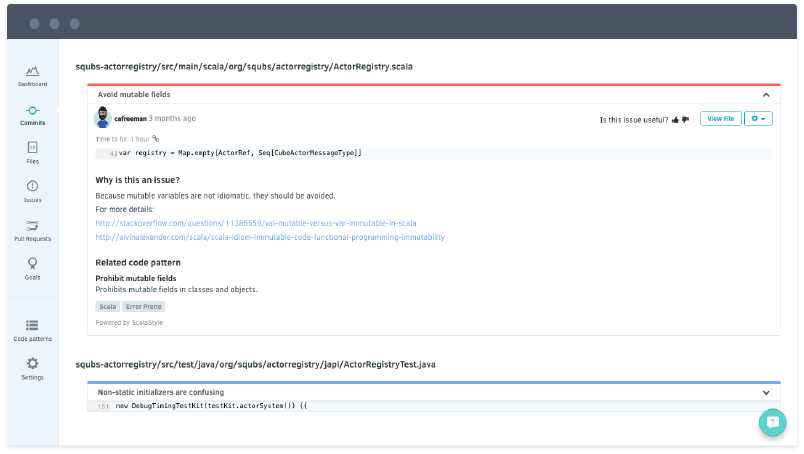 squbs-actorregistry/src/main/scala/org/squbs/actorregistry/ActorRegistry.scala
Dashboard
Commits
Files
Issues
Pull Requests
Goals
Code patterns
Settings
Avoid mutable fields
cafreeman 3 months ago
Is this issue useful?
View File
Time to fix: 1 hour
43 var registry = Map.empty[ActorRef, Seq[CubeActorMessageType]]
Why is this an issue?
Because mutable variables are not idiomatic, they should be avoided.
For more details:
http://stackoverflow.com/questions/11386559/val-mutable-versus-var-immutable-in-scala
http://alvinalexander.com/scala/scala-idiom-immutable-code-functional-programming-immutability
Related code pattern
Prohibit mutable fields
Prohibits mutable fields in classes and objects.
Scala Error Prone
Powered by ScalaStyle
squbs-actorregistry/src/test/java/org/squbs/actorregistry/japi/ActorRegistryTest.java
Non-static initializers are confusing
151 new DebugTimingTestKit(testKit.actorSystem()) {{